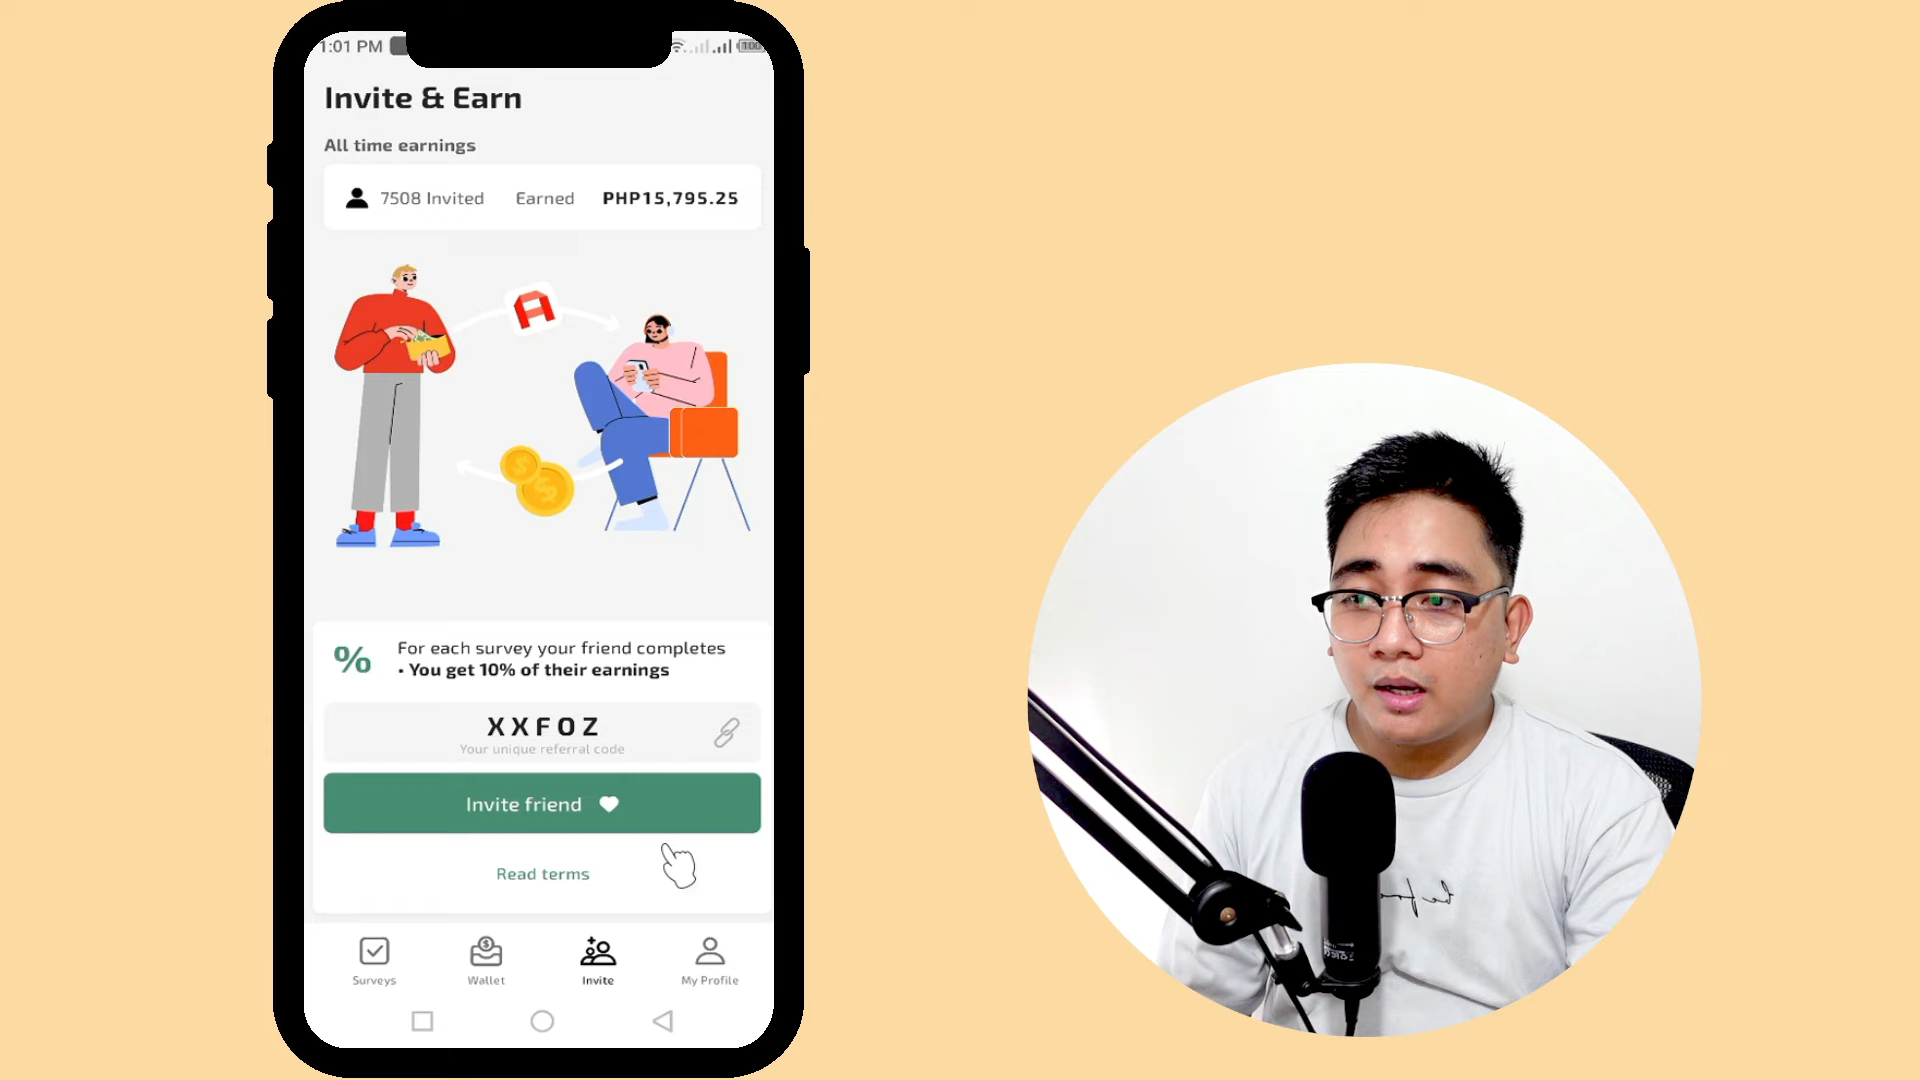 1:01 PM
100
Invite & Earn
All time earnings
7508 Invited Earned PHP15,795.25
% For each survey your friend completes
• You get 10% of their earnings
XXFOZ
Your unique referral code
Invite friend
Read terms
Surveys Wallet Invite My Profile